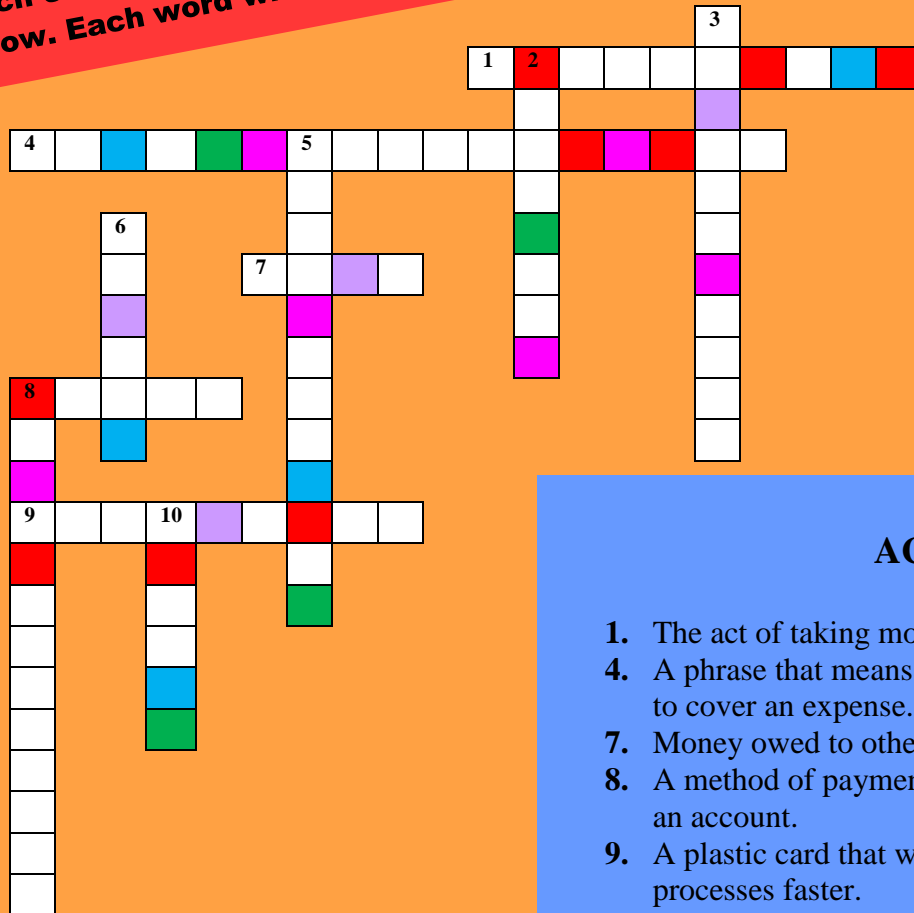 ow. Each word w
3
1 2
4 5
6
7
8
9 10
AC
1. The act of taking mo
4. A phrase that means
to cover an expense.
7. Money owed to othe
8. A method of paymen
an account.
9. A plastic card that w
processes faster.